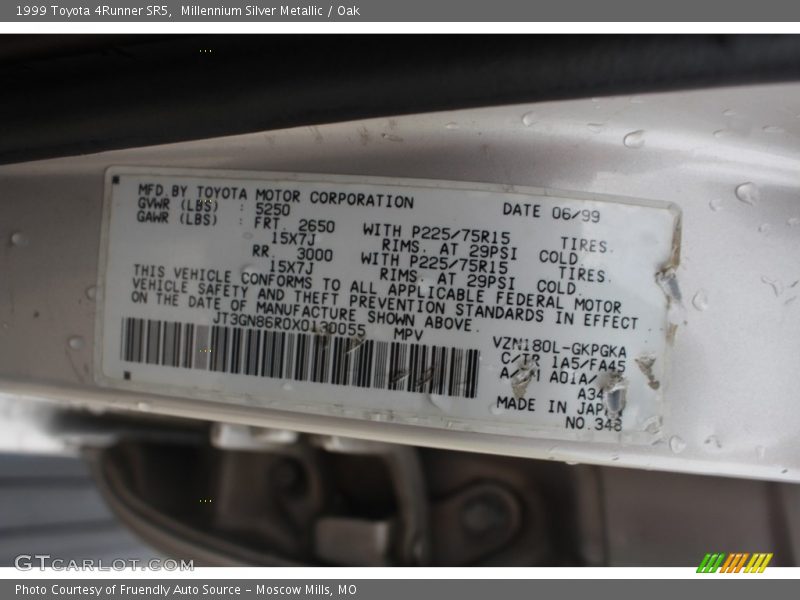 1999 Toyota 4Runner SR5, Millennium Silver Metallic / Oak
MFD. BY TOYOTA MOTOR CORPORATION DATE 06/99
GVWR (LBS) : 5250
GAWR (LBS) : FRT. 2650 WITH P225/75R15 TIRES.
15X7J RIMS. AT 29PSI COLD.
RR. 3000 WITH P225/75R15 TIRES.
15X7J RIMS. AT 29PSI COLD.
THIS VEHICLE CONFORMS TO ALL APPLICABLE FEDERAL MOTOR
VEHICLE SAFETY AND THEFT PREVENTION STANDARDS IN EFFECT
ON THE DATE OF MANUFACTURE SHOWN ABOVE.
JT3GN86R0X0130055 MPV
VZN180L-GKPGKA
C/TR 1A5/FA45
A01A/
A34
MADE IN
NO.348
GTCARLOT.COM
Photo Courtesy of Fruendly Auto Source - Moscow Mills, MO